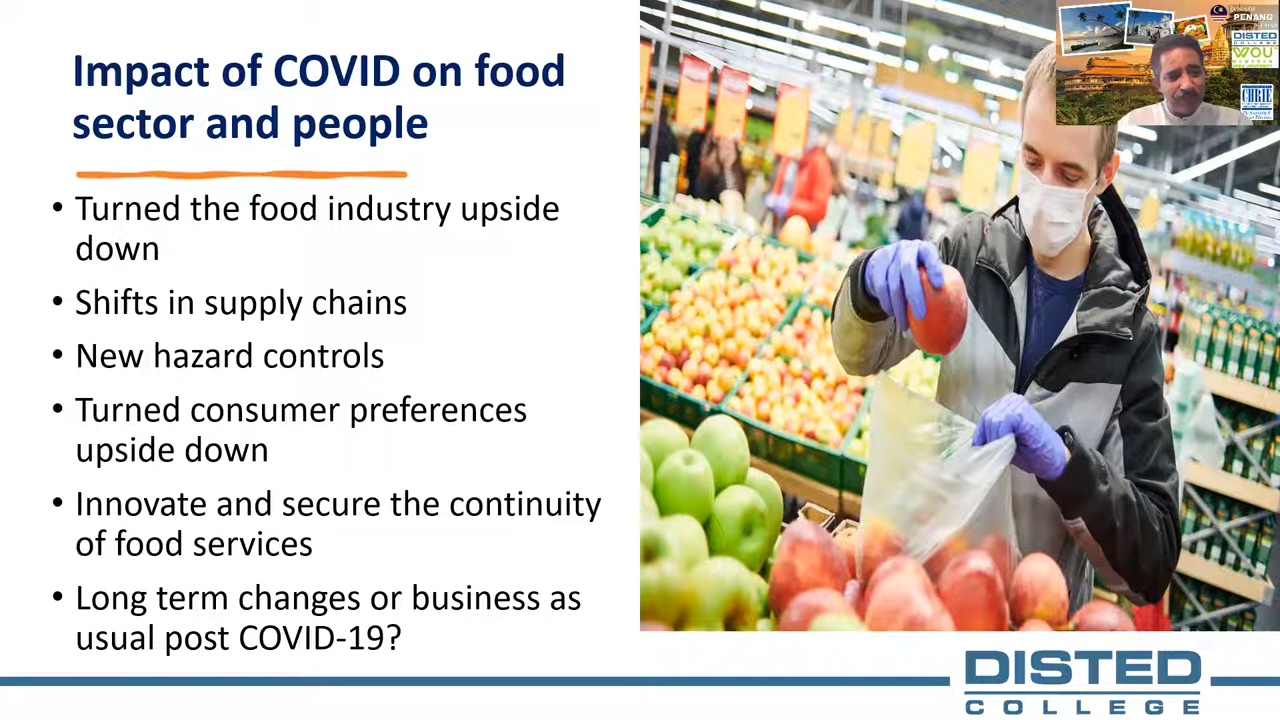 Impact of COVID on food
sector and people
• Turned the food industry upside
down
• Shifts in supply chains
• New hazard controls
• Turned consumer preferences
upside down
• Innovate and secure the continuity
of food services
• Long term changes or business as
usual post COVID-19?
PENANG
DISTED
COLLEGE
WOU
CHRIE
DISTED
COLLEGE